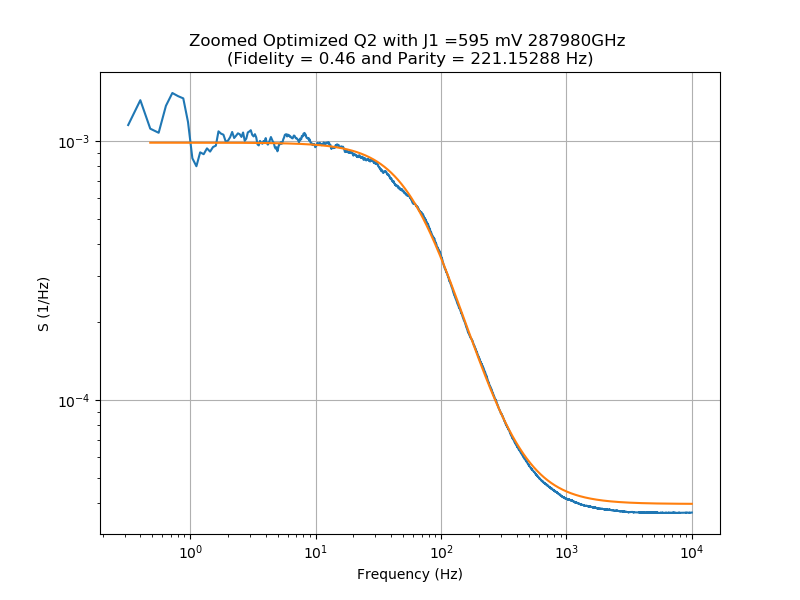 Zoomed Optimized Q2 with J1 =595 mV 287980GHz
(Fidelity = 0.46 and Parity = 221.15288 Hz)
10⁻³
S (1/Hz)
10⁻⁴
10⁰ 10¹ 10² 10³ 10⁴
Frequency (Hz)